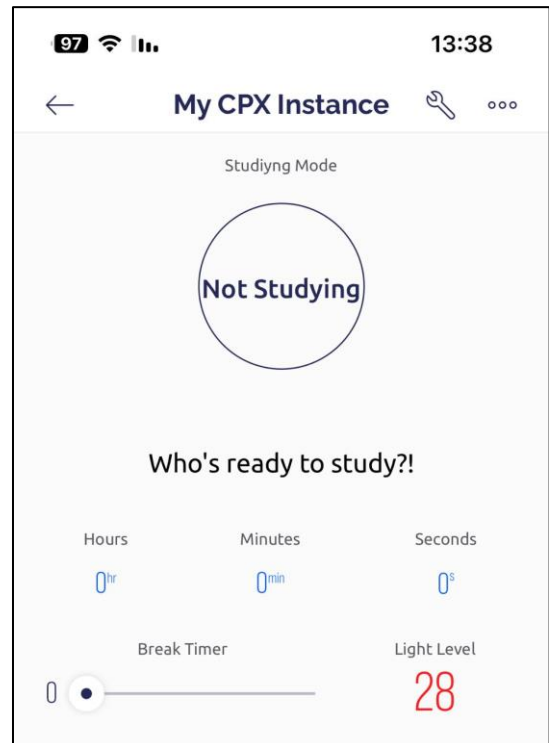 97 13:38
My CPX Instance
Studiyng Mode
Not Studying
Who's ready to study?!
Hours Minutes Seconds
0hr 0min 0s
Break Timer Light Level
0 28